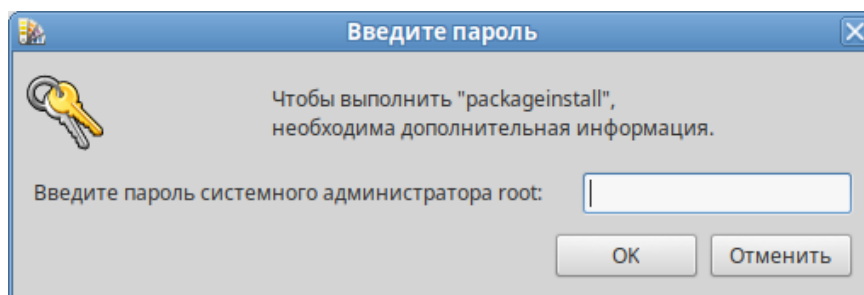 Введите пароль
Чтобы выполнить "packageinstall",
необходима дополнительная информация.
Введите пароль системного администратора root:
OK
Отменить